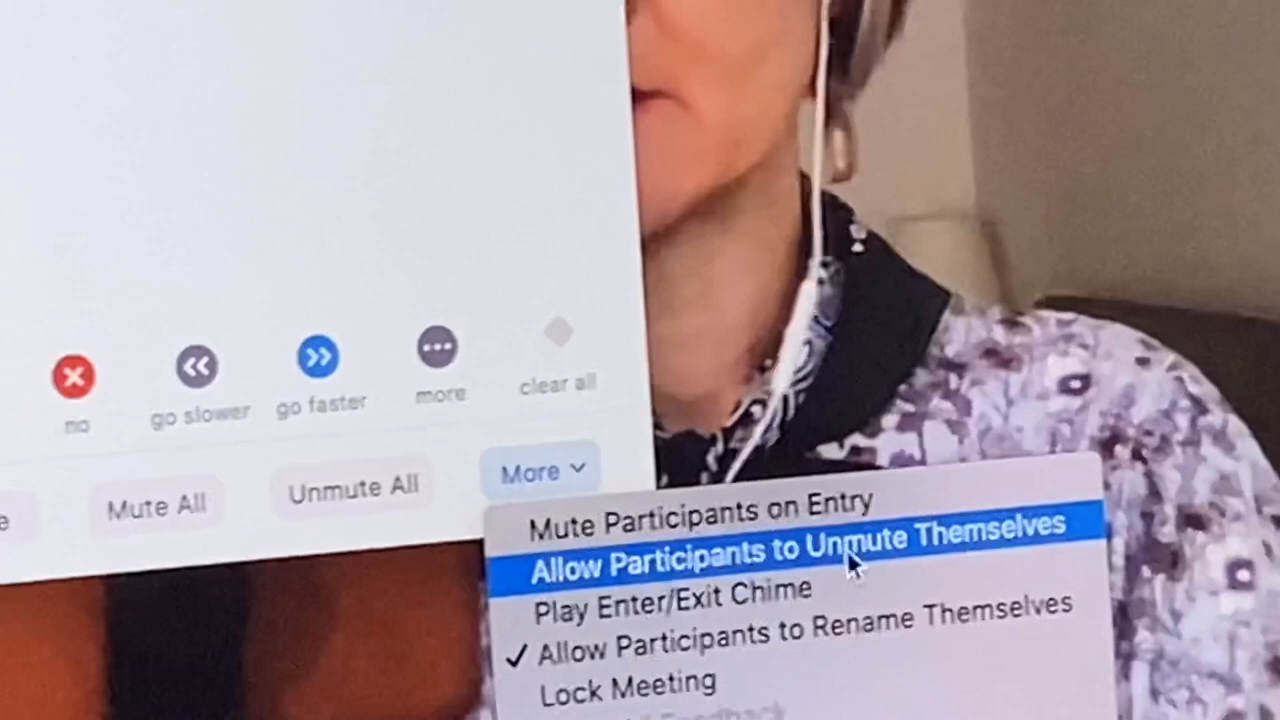 no
go slower
go faster
more
clear all
e
Mute All
Unmute All
More
Mute Participants on Entry
Allow Participants to Unmute Themselves
Play Enter/Exit Chime
Allow Participants to Rename Themselves
Lock Meeting
Feedback